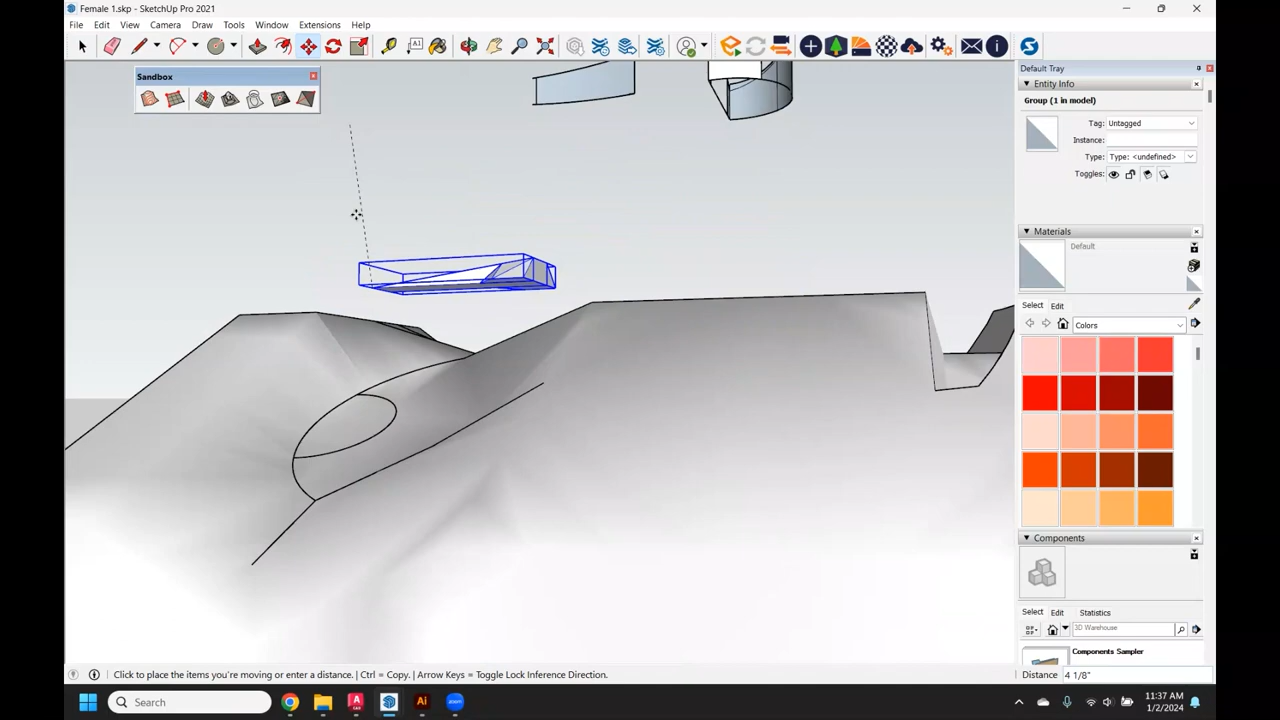 Female 1.skp - SketchUp Pro 2021
File Edit View Camera Draw Tools Window Extensions Help
Sandbox
Default Tray
Entity Info
Group (1 in model)
Tag: Untagged
Instance:
Type: Type: <undefined>
Toggles:
Materials
Default
Select Edit
Colors
Components
Select Edit Statistics
3D Warehouse
Components Sampler
Click to place the items you're moving or enter a distance. | Ctrl = Copy. | Arrow Keys = Toggle Lock Inference Direction.
Distance 4 1/8"
Search
zoom
11:37 AM
1/2/2024